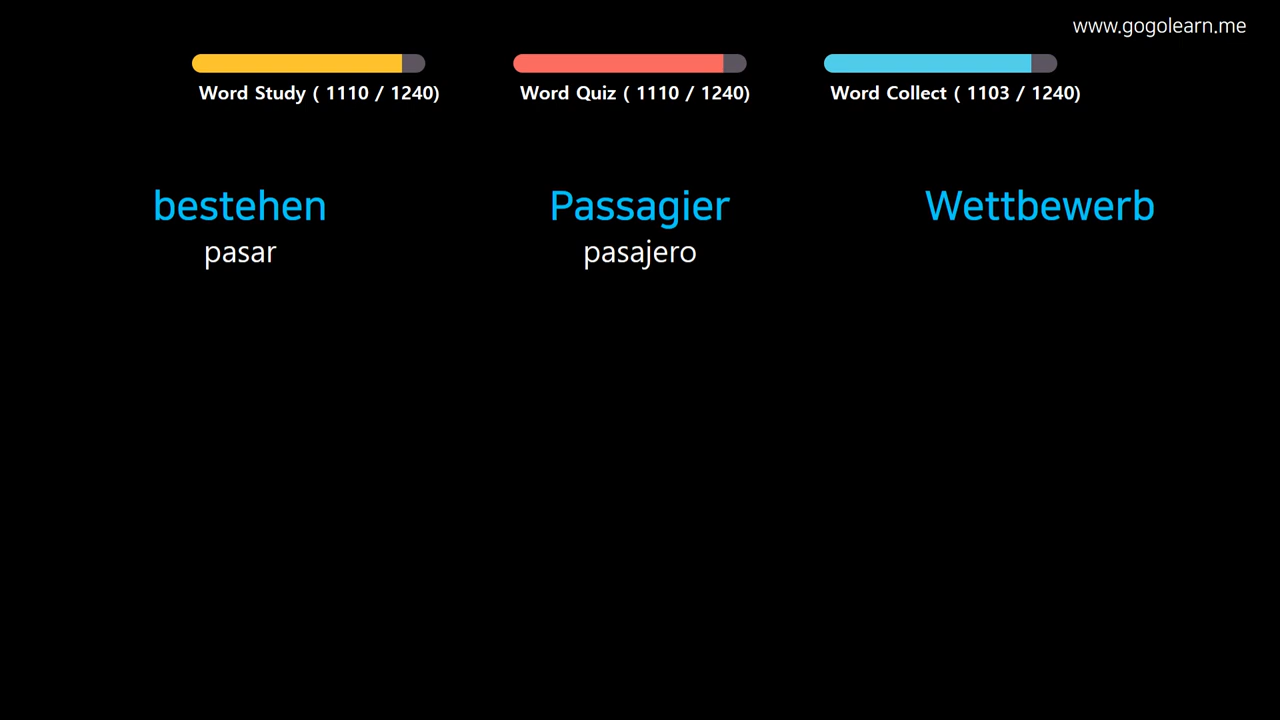 www.gogolearn.me
Word Study ( 1110 / 1240)
Word Quiz ( 1110 / 1240)
Word Collect ( 1103 / 1240)
bestehen
pasar
Passagier
pasajero
Wettbewerb